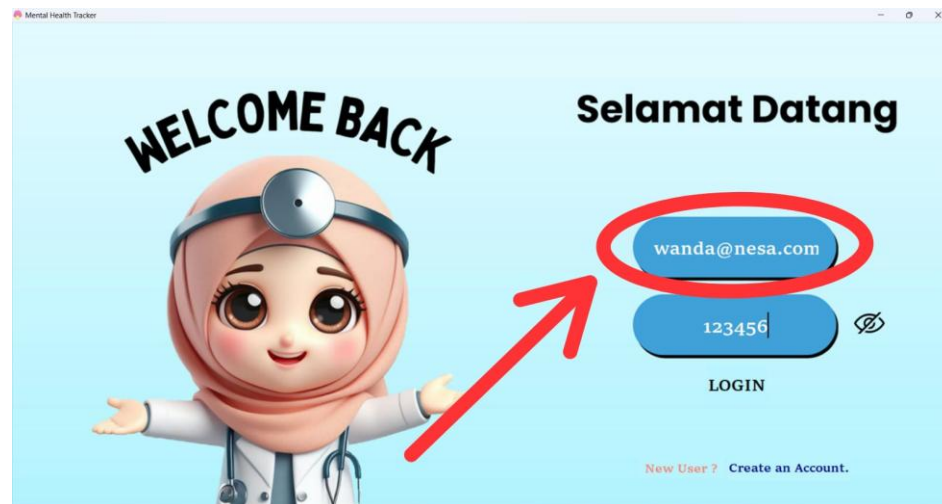 Mental Health Tracker
WELCOME BACK
Selamat Datang
wanda@nesa.com
123456
LOGIN
New User ? Create an Account.